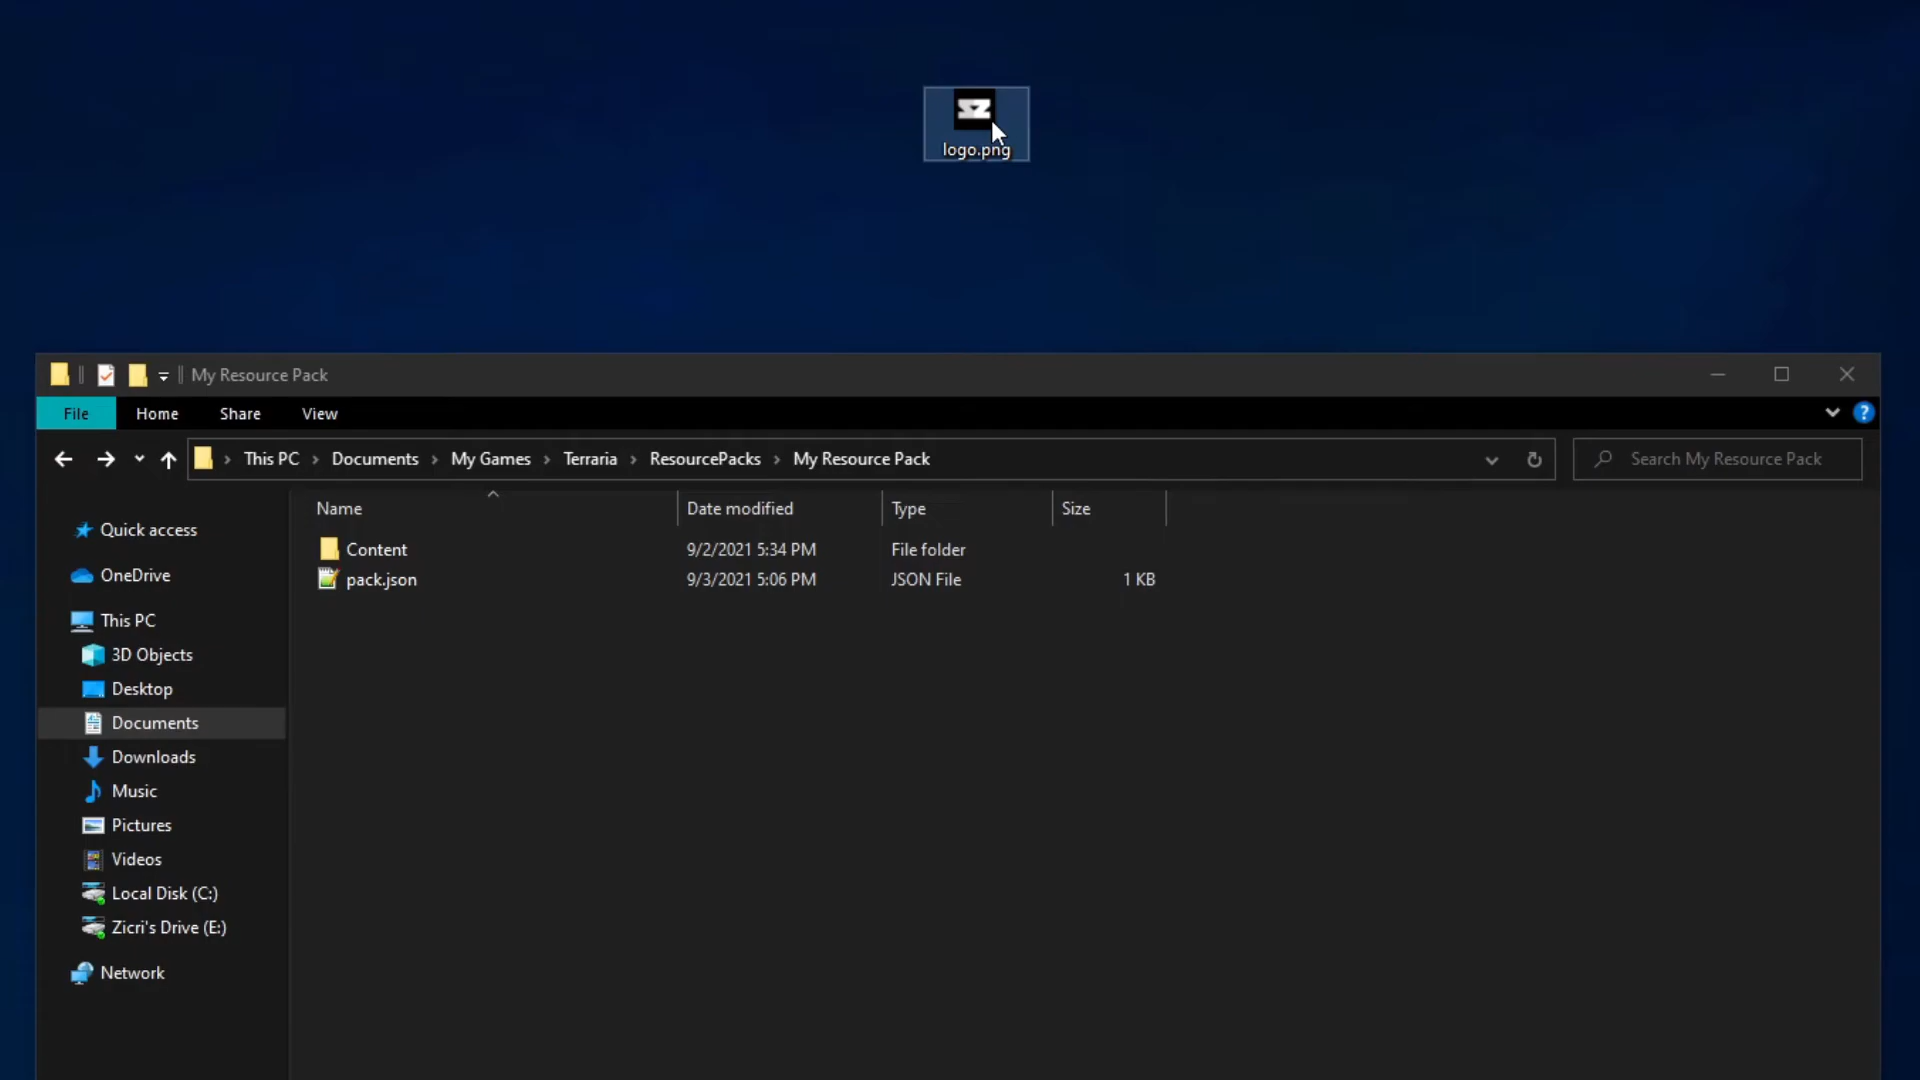 logo.png
My Resource Pack
File Home Share View
This PC Documents My Games Terraria ResourcePacks My Resource Pack
Search My Resource Pack
Name Date modified Type Size
Content 9/2/2021 5:34 PM File folder
pack.json 9/3/2021 5:06 PM JSON File 1 KB
Quick access
OneDrive
This PC
3D Objects
Desktop
Documents
Downloads
Music
Pictures
Videos
Local Disk (C:)
Zicri's Drive (E:)
Network